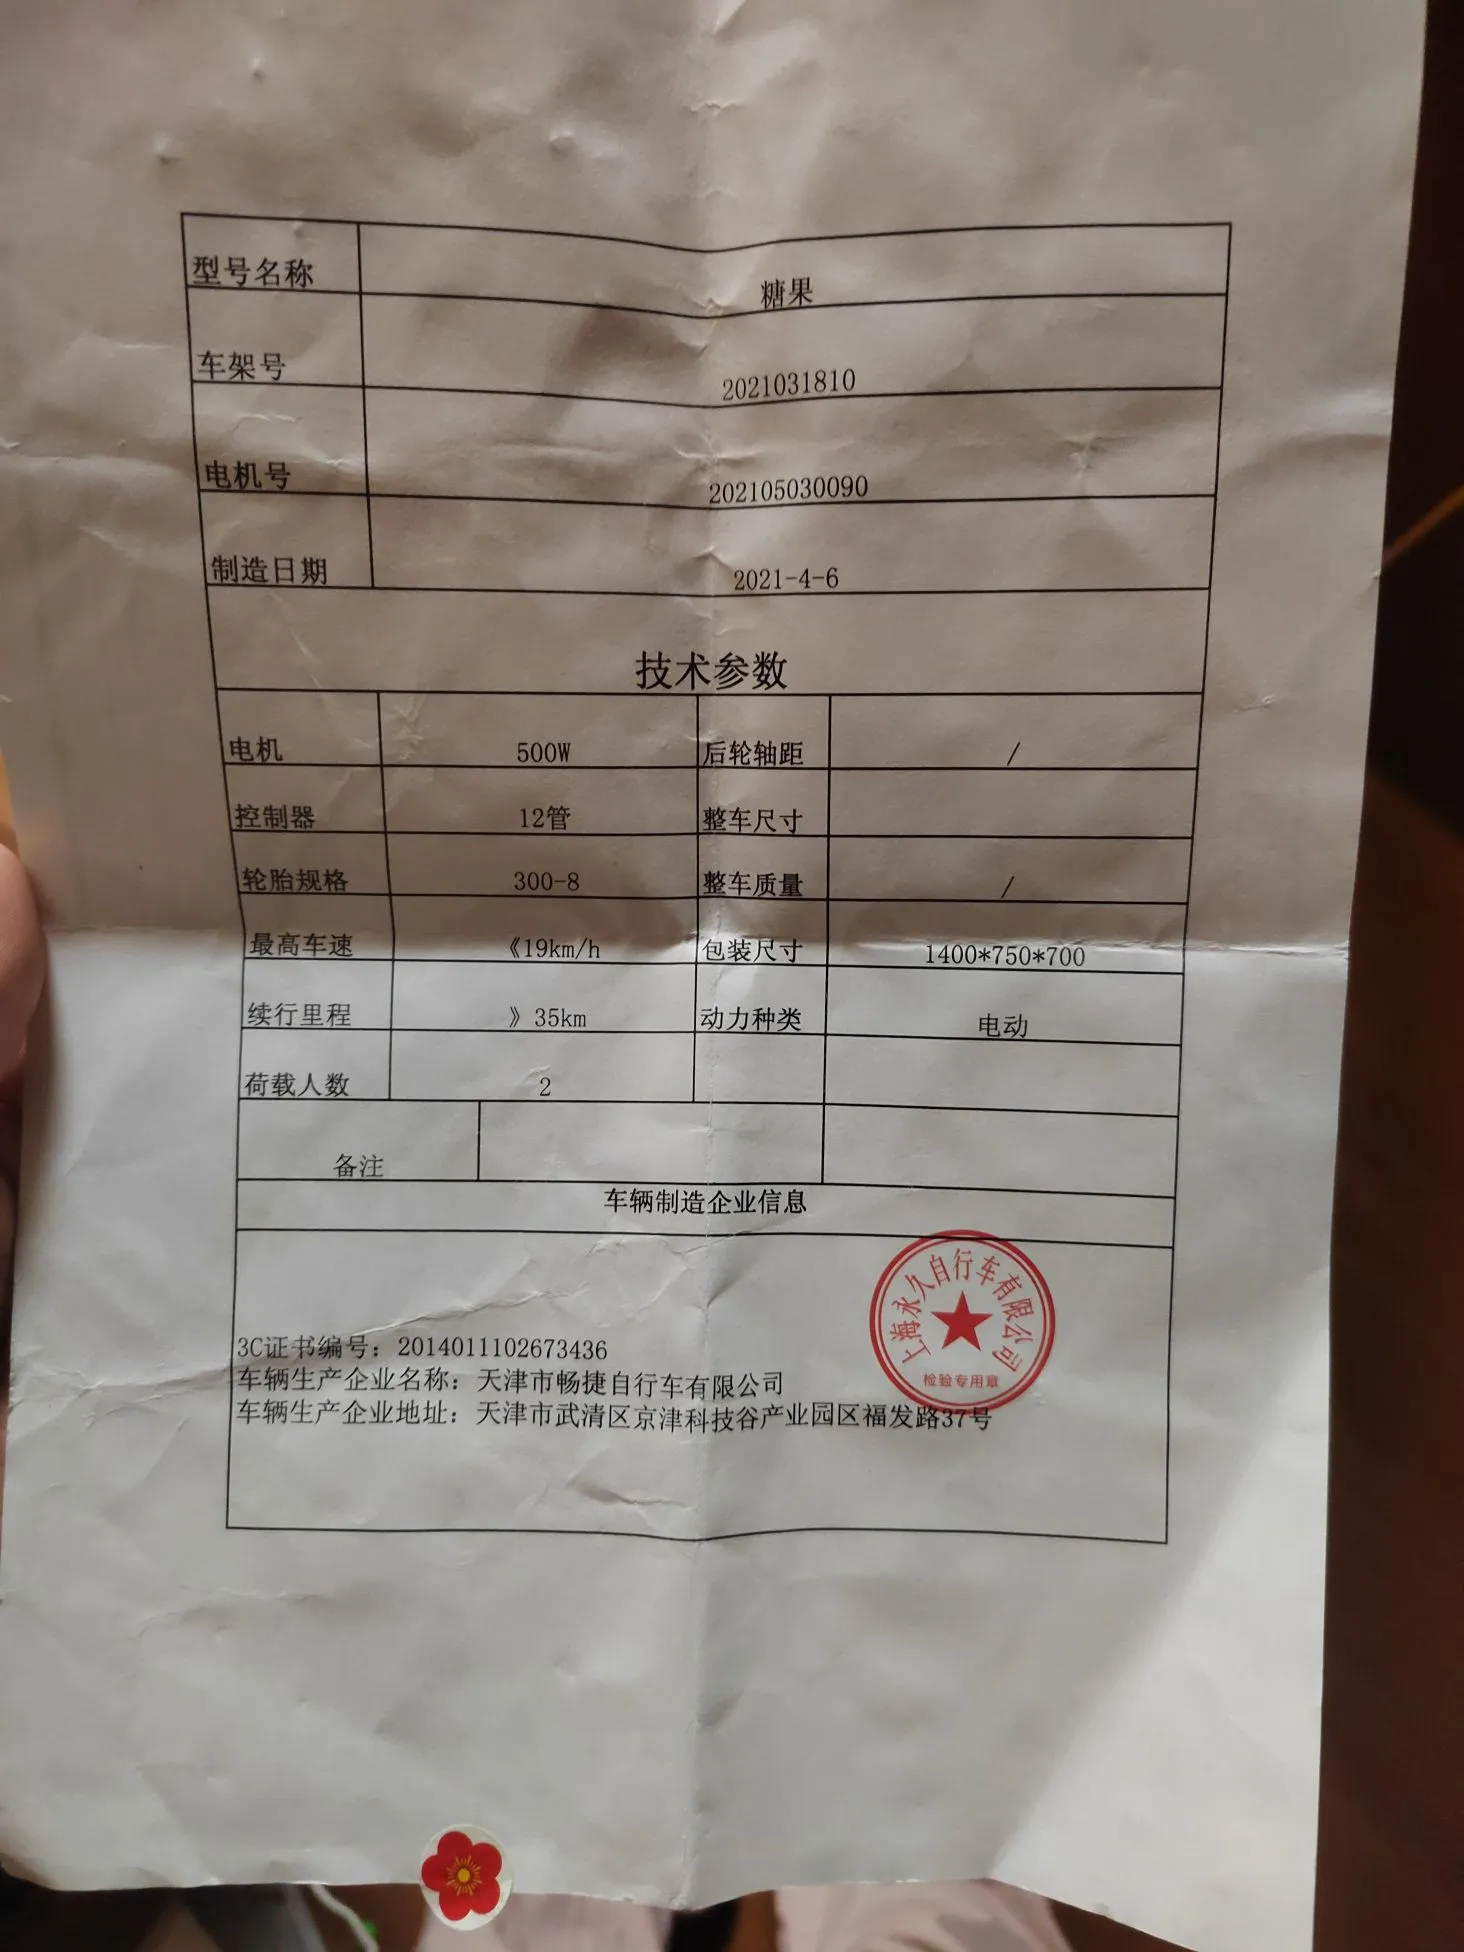 型号名称 糖果
车架号 2021031810
电机号 202105030090
制造日期 2021-4-6
技术参数
电机 500W 后轮轴距 /
控制器 12管 整车尺寸
轮胎规格 300-8 整车质量 /
最高车速 《19km/h 包装尺寸 1400*750*700
续行里程 》35km 动力种类 电动
荷载人数 2
备注
车辆制造企业信息
上海永久自行车有限公司
检验专用章
3C证书编号：2014011102673436
车辆生产企业名称：天津市畅捷自行车有限公司
车辆生产企业地址：天津市武清区京津科技谷产业园区福发路37号